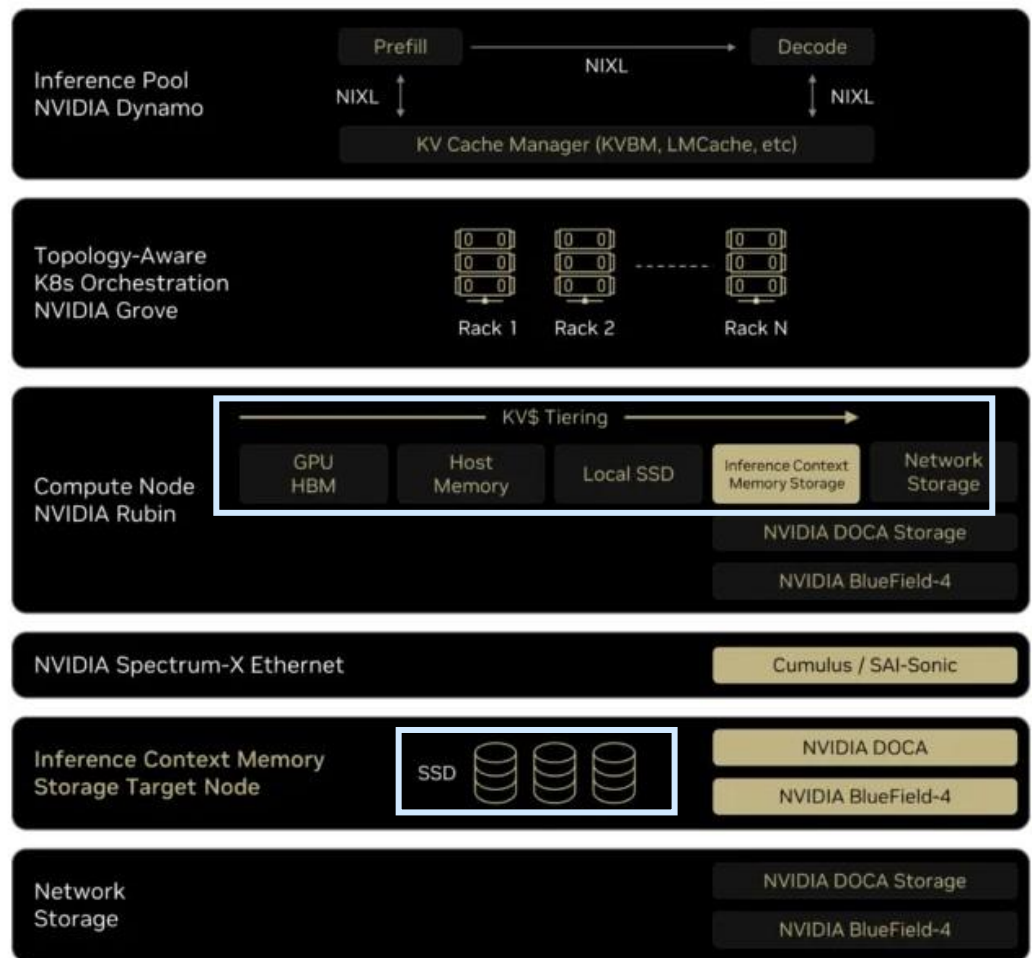 Inference Pool
NVIDIA Dynamo
Prefill
NIXL
Decode
NIXL
NIXL
KV Cache Manager (KVBM, LMCache, etc)
Topology-Aware
K8s Orchestration
NVIDIA Grove
Rack 1
Rack 2
Rack N
Compute Node
NVIDIA Rubin
KV$ Tiering
GPU
HBM
Host
Memory
Local SSD
Inference Context
Memory Storage
Network
Storage
NVIDIA DOCA Storage
NVIDIA BlueField-4
NVIDIA Spectrum-X Ethernet
Cumulus / SAI-Sonic
Inference Context Memory
Storage Target Node
SSD
NVIDIA DOCA
NVIDIA BlueField-4
Network
Storage
NVIDIA DOCA Storage
NVIDIA BlueField-4